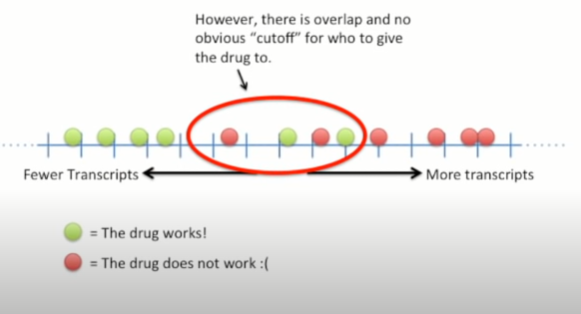 However, there is overlap and no
obvious “cutoff” for who to give
the drug to.
Fewer Transcripts
More transcripts
= The drug works!
= The drug does not work :(